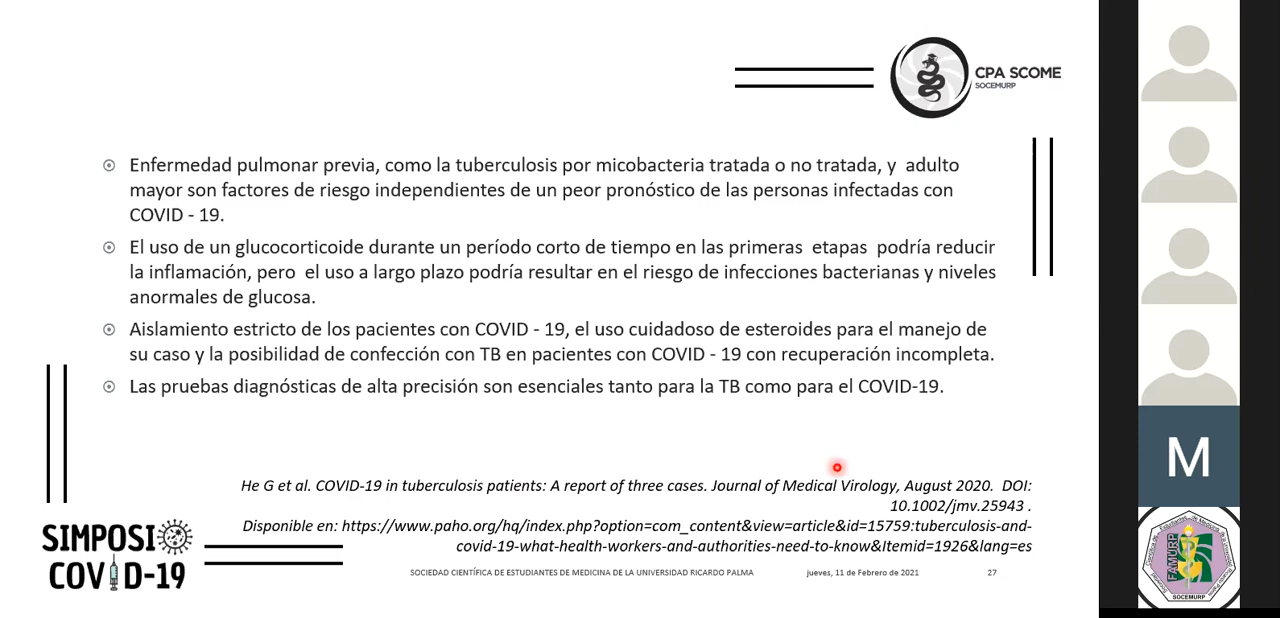 CPA SCOME
SOCEMURP
Enfermedad pulmonar previa, como la tuberculosis por micobacteria tratada o no tratada, y adulto
mayor son factores de riesgo independientes de un peor pronóstico de las personas infectadas con
COVID - 19.
El uso de un glucocorticoide durante un período corto de tiempo en las primeras etapas podría reducir
la inflamación, pero el uso a largo plazo podría resultar en el riesgo de infecciones bacterianas y niveles
anormales de glucosa.
Aislamiento estricto de los pacientes con COVID - 19, el uso cuidadoso de esteroides para el manejo de
su caso y la posibilidad de confección con TB en pacientes con COVID - 19 con recuperación incompleta.
Las pruebas diagnósticas de alta precisión son esenciales tanto para la TB como para el COVID-19.
He G et al. COVID-19 in tuberculosis patients: A report of three cases. Journal of Medical Virology, August 2020. DOI:
10.1002/jmv.25943 .
Disponible en: https://www.paho.org/hq/index.php?option=com_content&view=article&id=15759:tuberculosis-and-
covid-19-what-health-workers-and-authorities-need-to-know&Itemid=1926&lang=es
SIMPOSI
COV D-19
SOCIEDAD CIENTÍFICA DE ESTUDIANTES DE MEDICINA DE LA UNIVERSIDAD RICARDO PALMA
jueves, 11 de Febrero de 2021
27
M
FAMURP
SOCEMURP